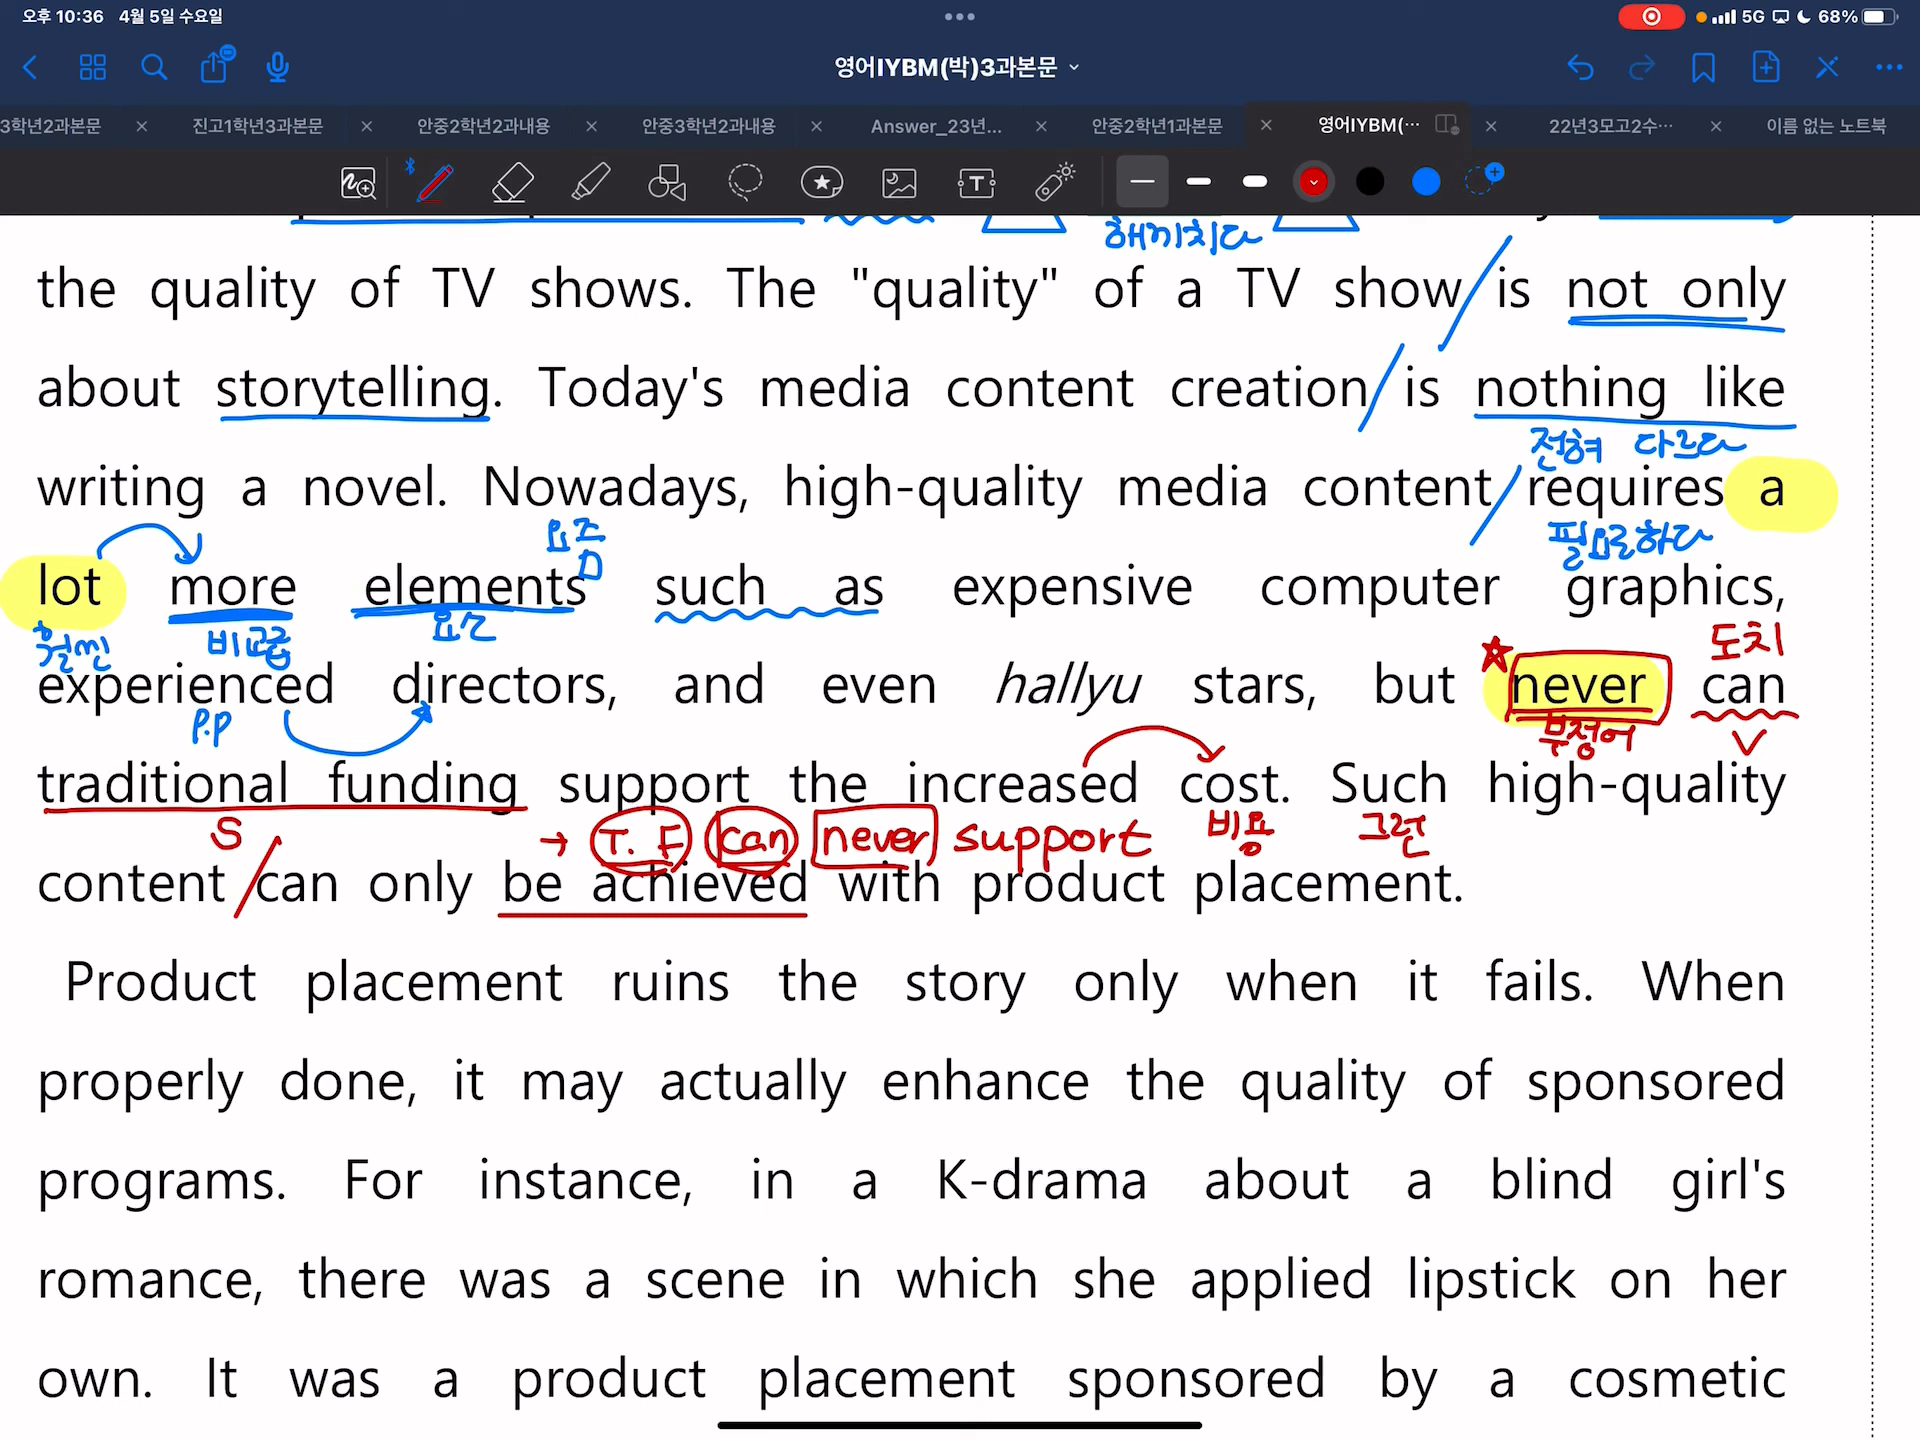 오후 10:36 4월 5일 수요일 5G 68%
영어IYBM(박)3과본문
3학년2과본문 진고1학년3과본문 안중2학년2과내용 안중3학년2과내용 Answer_23년... 안중2학년1과본문 영어IYBM(... 22년3모고2수... 이름 없는 노트북
해끼치다
the quality of TV shows. The "quality" of a TV show is not only
about storytelling. Today's media content creation is nothing like
전혀 다르다
writing a novel. Nowadays, high-quality media content requires a
요즈음 필요로하다
lot more elements such as expensive computer graphics,
훨씬 비교급 요소 도치
experienced directors, and even hallyu stars, but never can
p.p 부정어 V
traditional funding support the increased cost. Such high-quality
S → T. F can never support 비용 그런
content can only be achieved with product placement.
Product placement ruins the story only when it fails. When
properly done, it may actually enhance the quality of sponsored
programs. For instance, in a K-drama about a blind girl's
romance, there was a scene in which she applied lipstick on her
own. It was a product placement sponsored by a cosmetic